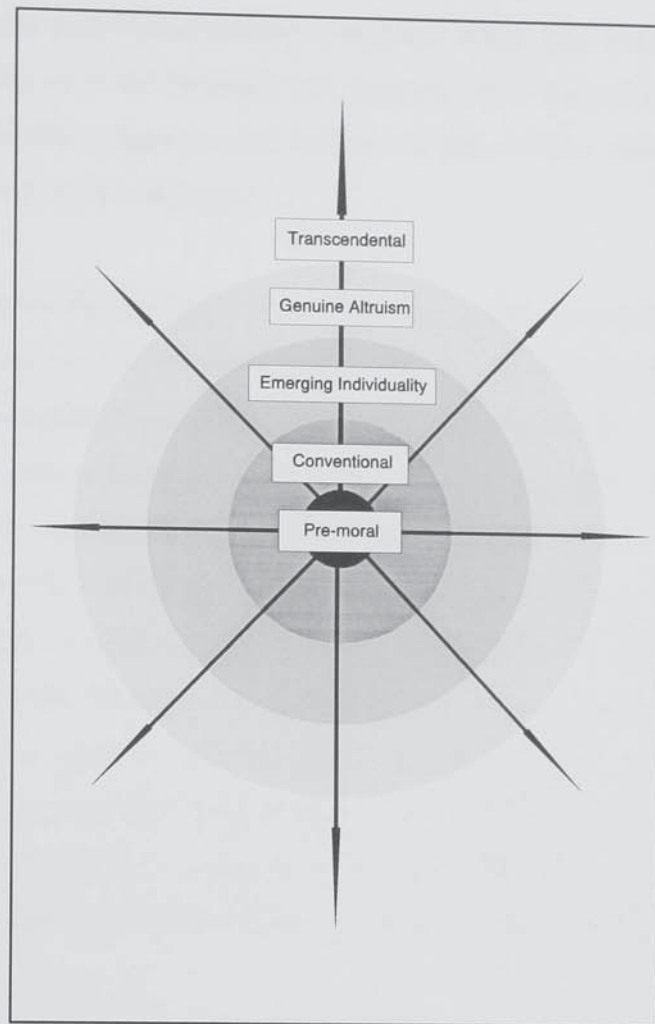 Transcendental
Genuine Altruism
Emerging Individuality
Conventional
Pre-moral